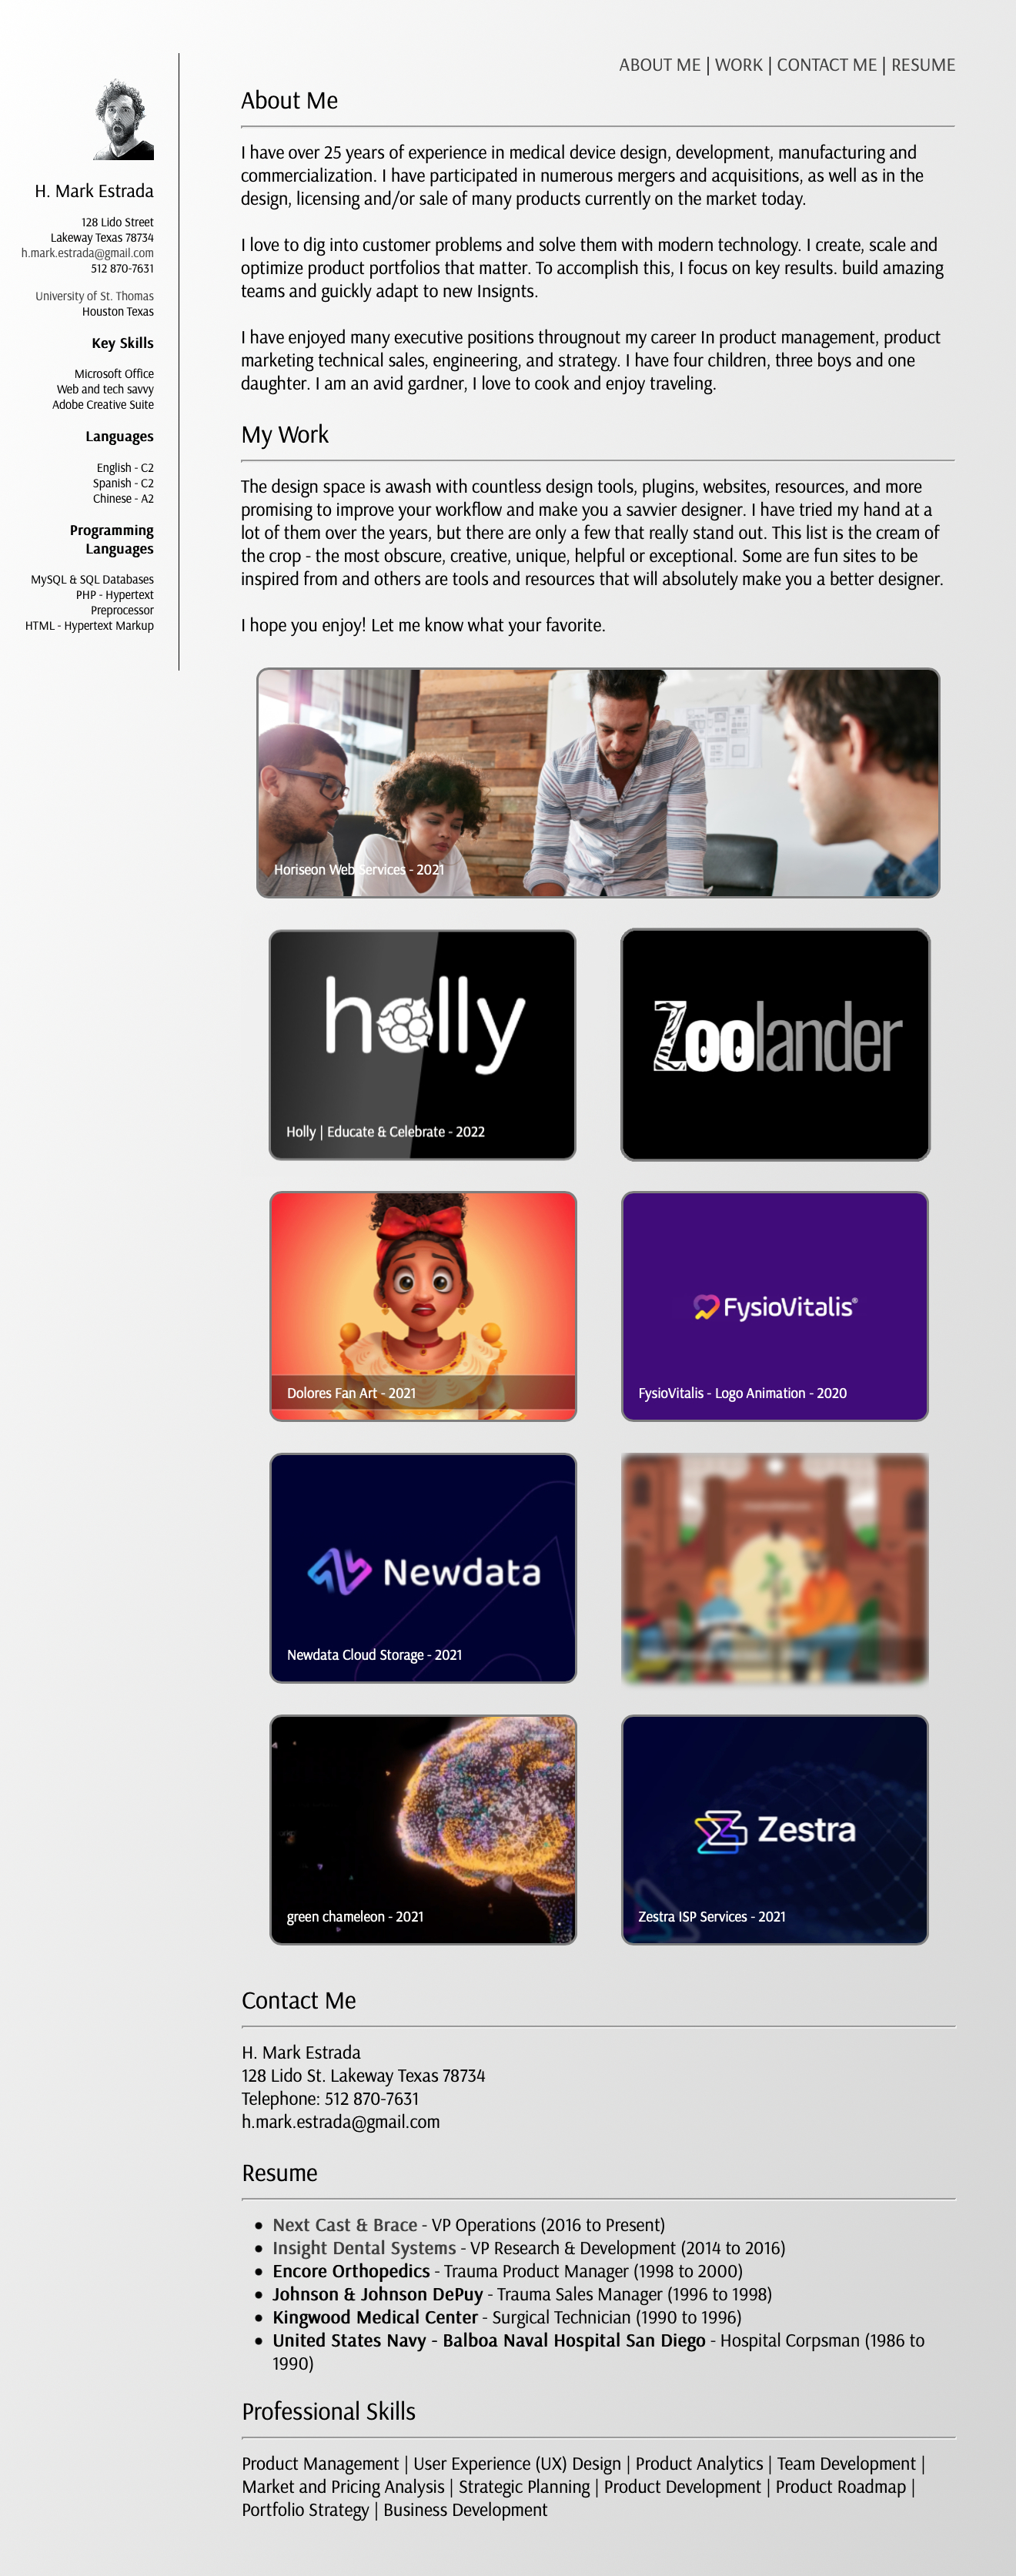 ABOUT ME | WORK | CONTACT ME | RESUME
H. Mark Estrada
128 Lido Street
Lakeway Texas 78734
h.mark.estrada@gmail.com
512 870-7631
University of St. Thomas
Houston Texas
Key Skills
Microsoft Office
Web and tech savvy
Adobe Creative Suite
Languages
English - C2
Spanish - C2
Chinese - A2
Programming
Languages
MySQL & SQL Databases
PHP - Hypertext
Preprocessor
HTML - Hypertext Markup
About Me
I have over 25 years of experience in medical device design, development, manufacturing and
commercialization. I have participated in numerous mergers and acquisitions, as well as in the
design, licensing and/or sale of many products currently on the market today.
I love to dig into customer problems and solve them with modern technology. I create, scale and
optimize product portfolios that matter. To accomplish this, I focus on key results. build amazing
teams and guickly adapt to new Insignts.
I have enjoyed many executive positions througnout my career In product management, product
marketing technical sales, engineering, and strategy. I have four children, three boys and one
daughter. I am an avid gardner, I love to cook and enjoy traveling.
My Work
The design space is awash with countless design tools, plugins, websites, resources, and more
promising to improve your workflow and make you a savvier designer. I have tried my hand at a
lot of them over the years, but there are only a few that really stand out. This list is the cream of
the crop - the most obscure, creative, unique, helpful or exceptional. Some are fun sites to be
inspired from and others are tools and resources that will absolutely make you a better designer.
I hope you enjoy! Let me know what your favorite.
Horiseon Web Services - 2021
holly
Holly | Educate & Celebrate - 2022
Zoolander
Dolores Fan Art - 2021
FysioVitalis®
FysioVitalis - Logo Animation - 2020
Newdata
Newdata Cloud Storage - 2021
green chameleon - 2021
Zestra
Zestra ISP Services - 2021
Contact Me
H. Mark Estrada
128 Lido St. Lakeway Texas 78734
Telephone: 512 870-7631
h.mark.estrada@gmail.com
Resume
• Next Cast & Brace - VP Operations (2016 to Present)
• Insight Dental Systems - VP Research & Development (2014 to 2016)
• Encore Orthopedics - Trauma Product Manager (1998 to 2000)
• Johnson & Johnson DePuy - Trauma Sales Manager (1996 to 1998)
• Kingwood Medical Center - Surgical Technician (1990 to 1996)
• United States Navy - Balboa Naval Hospital San Diego - Hospital Corpsman (1986 to
1990)
Professional Skills
Product Management | User Experience (UX) Design | Product Analytics | Team Development |
Market and Pricing Analysis | Strategic Planning | Product Development | Product Roadmap |
Portfolio Strategy | Business Development